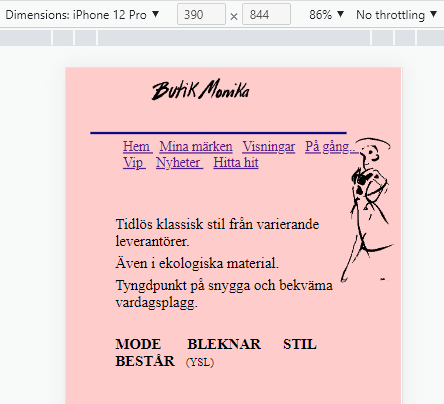 Dimensions: iPhone 12 Pro ▼ 390 × 844 86% ▼ No throttling ▼
Butik Monika
Hem Mina märken Visningar På gång..
Vip Nyheter Hitta hit
Tidlös klassisk stil från varierande
leverantörer.
Även i ekologiska material.
Tyngdpunkt på snygga och bekväma
vardagsplagg.
MODE BLEKNAR STIL
BESTÅR (YSL)